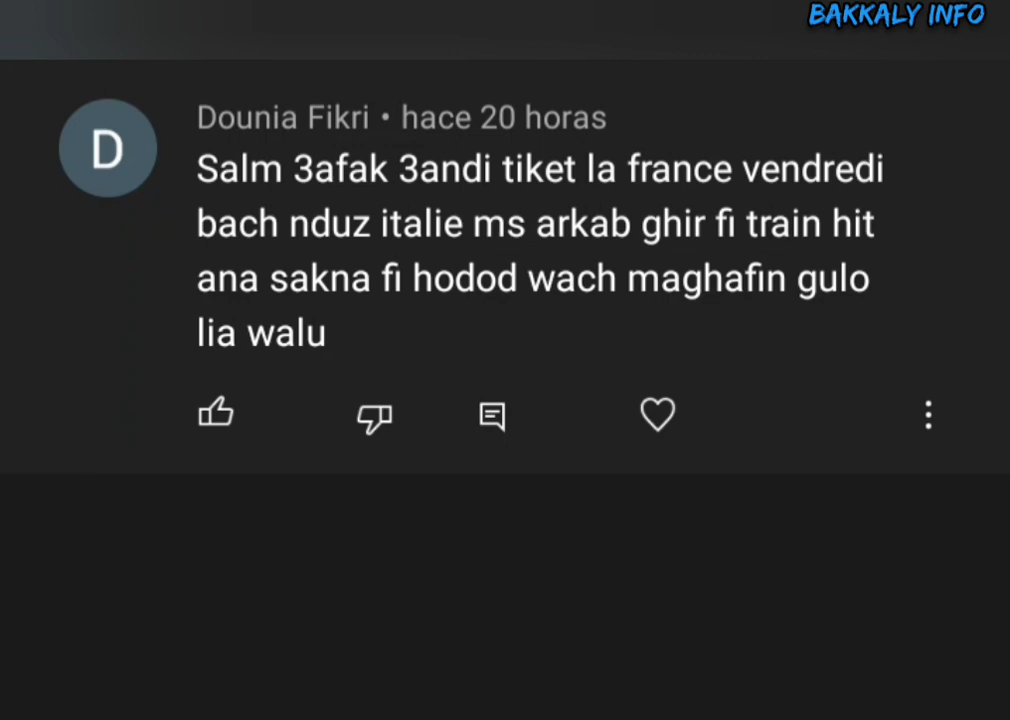 BAKKALY INFO
D
Dounia Fikri • hace 20 horas
Salm 3afak 3andi tiket la france vendredi
bach nduz italie ms arkab ghir fi train hit
ana sakna fi hodod wach maghafin gulo
lia walu